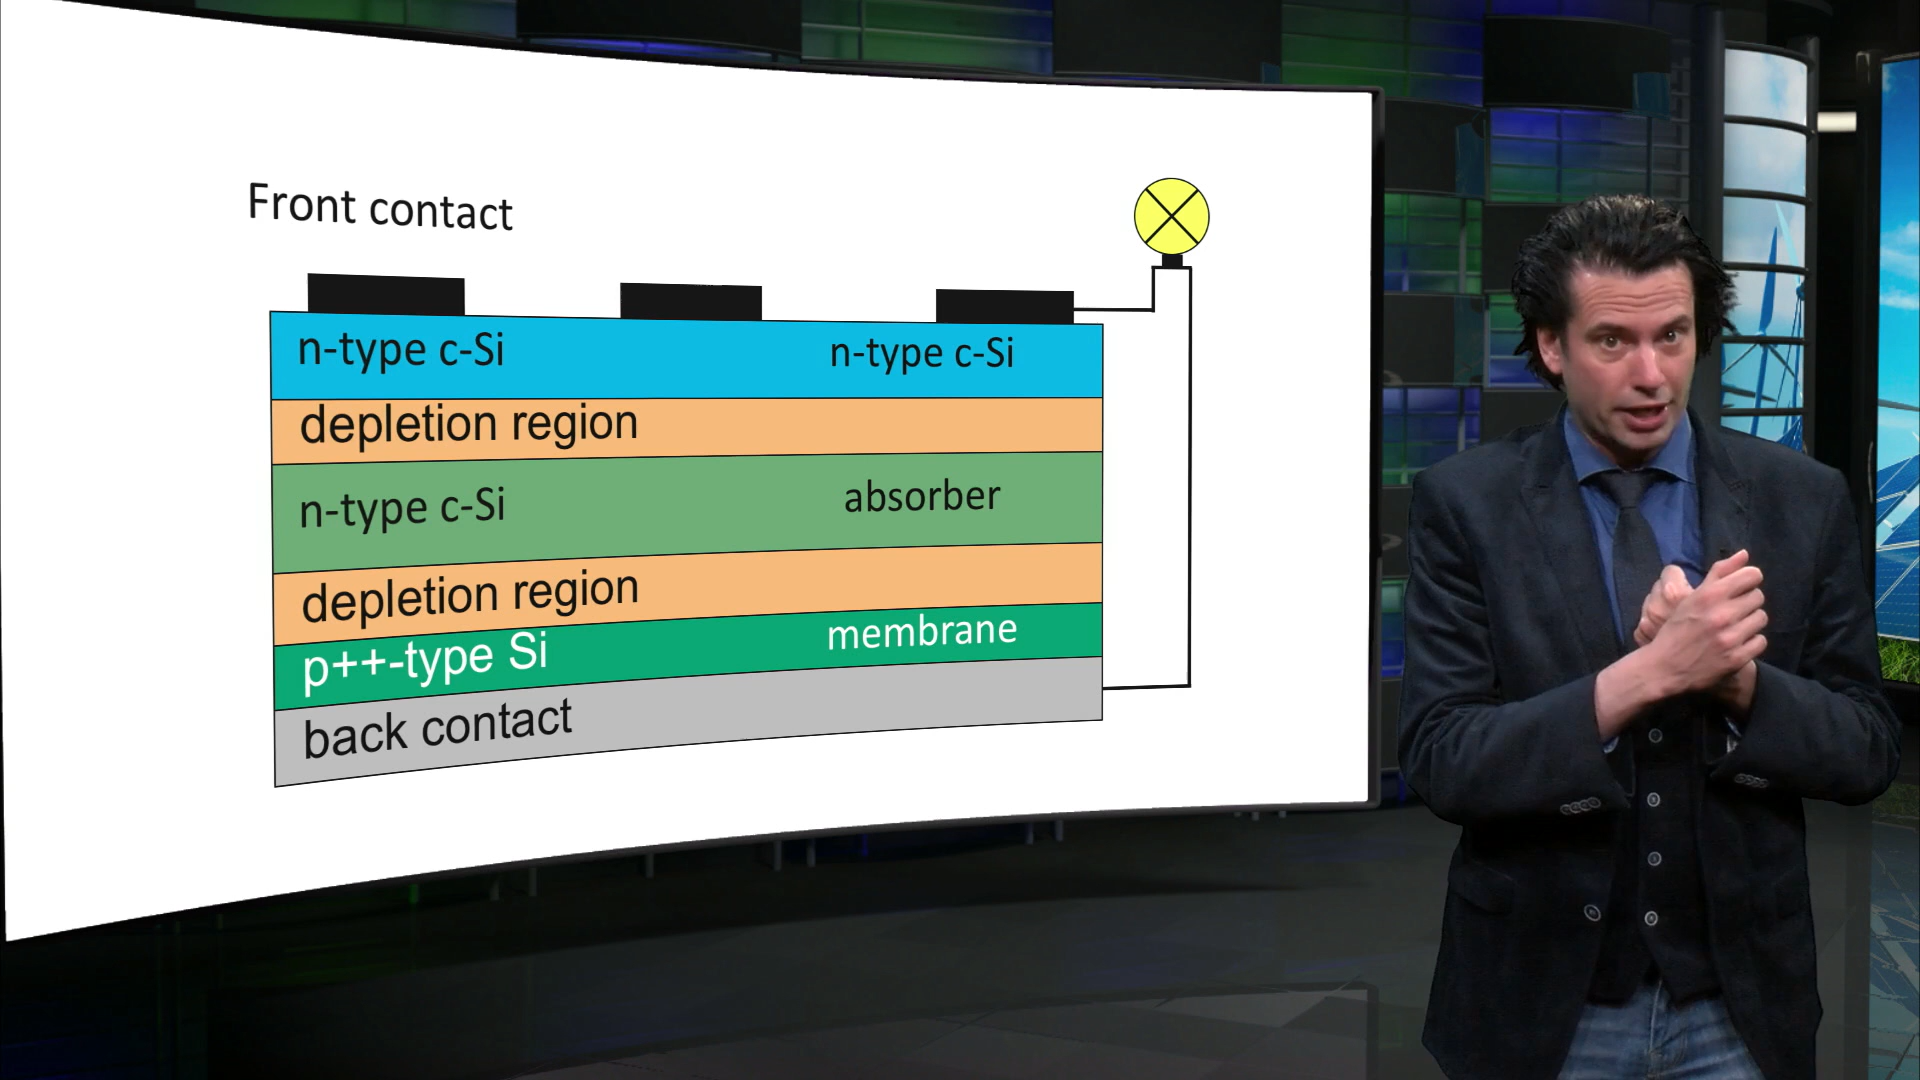 Front contact
n-type c-Si n-type c-Si
depletion region
n-type c-Si absorber
depletion region
p++-type Si membrane
back contact